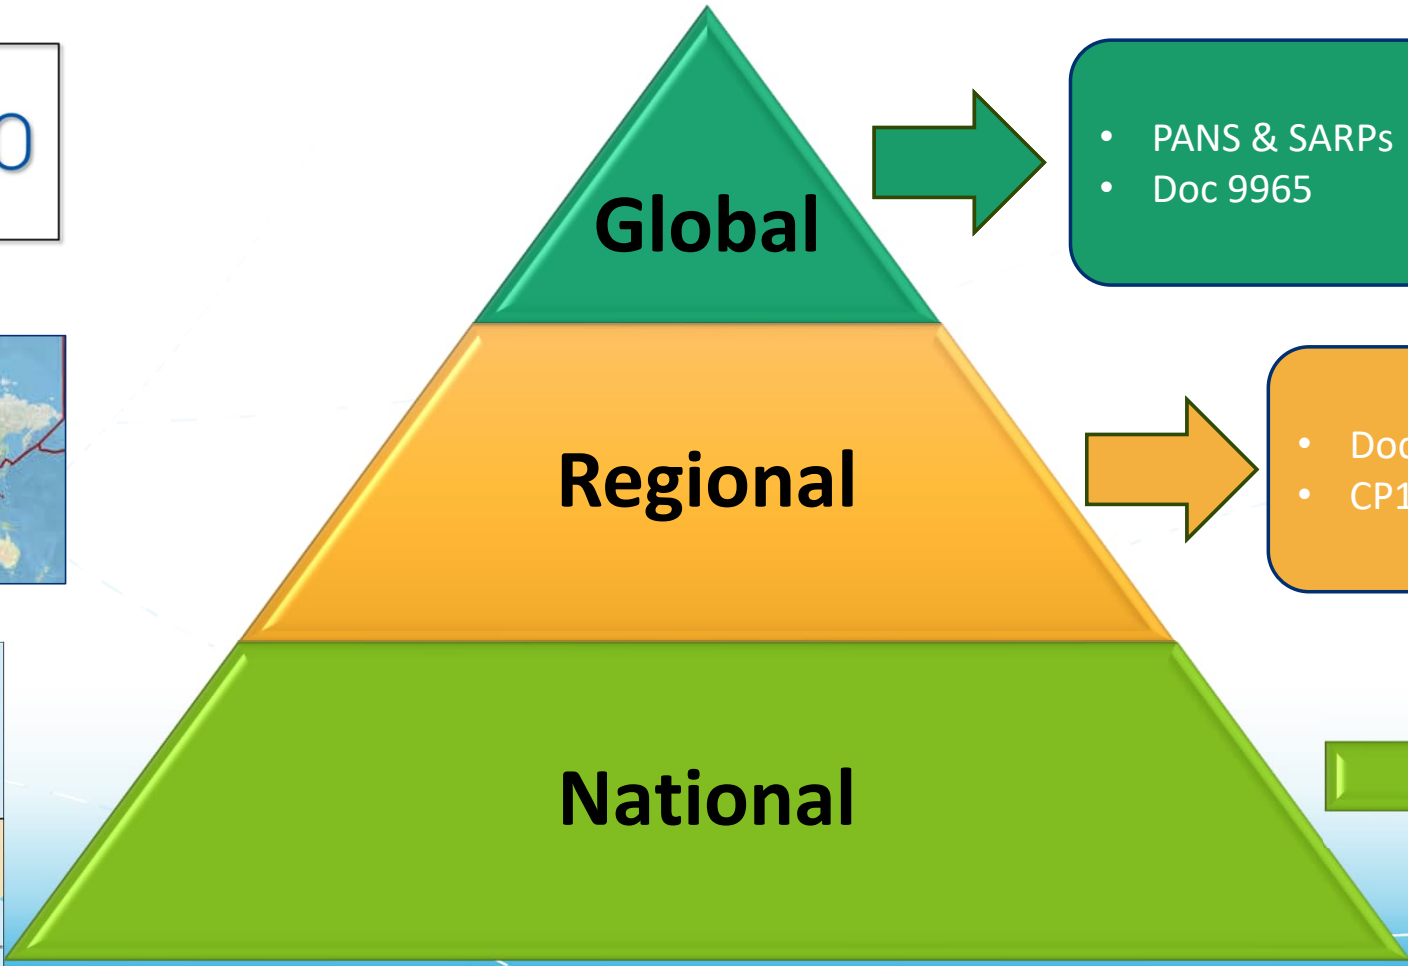 Global
• PANS & SARPs
• Doc 9965
Regional
National